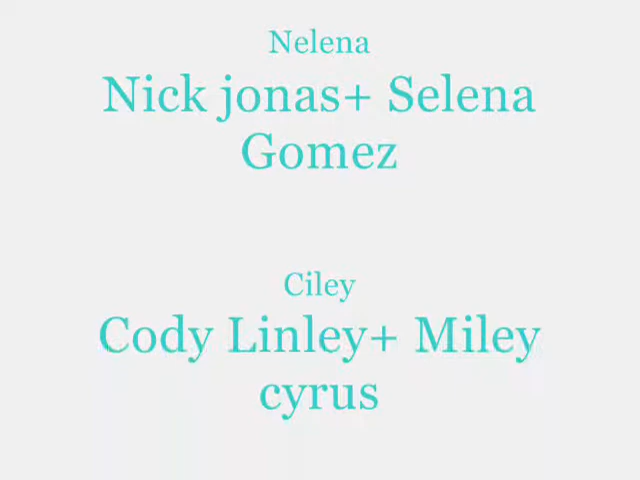 Nelena
Nick jonas+ Selena
Gomez
Ciley
Cody Linley+ Miley
cyrus